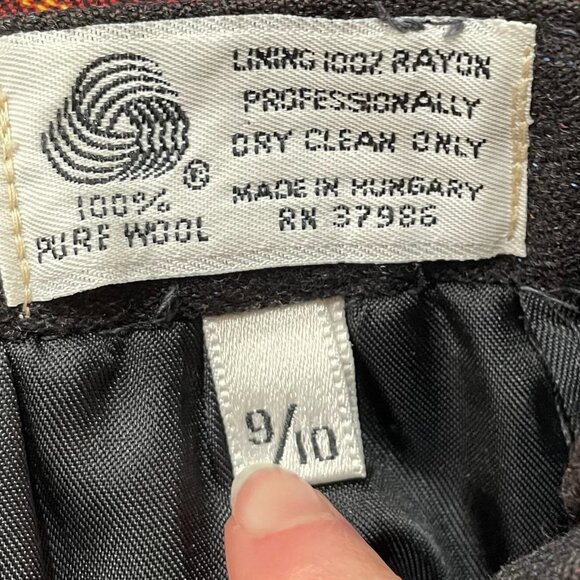 LINING 100% RAYON
PROFESSIONALLY
DRY CLEAN ONLY
MADE IN HUNGARY
RN 37986
®
100%
PURE WOOL
9/10